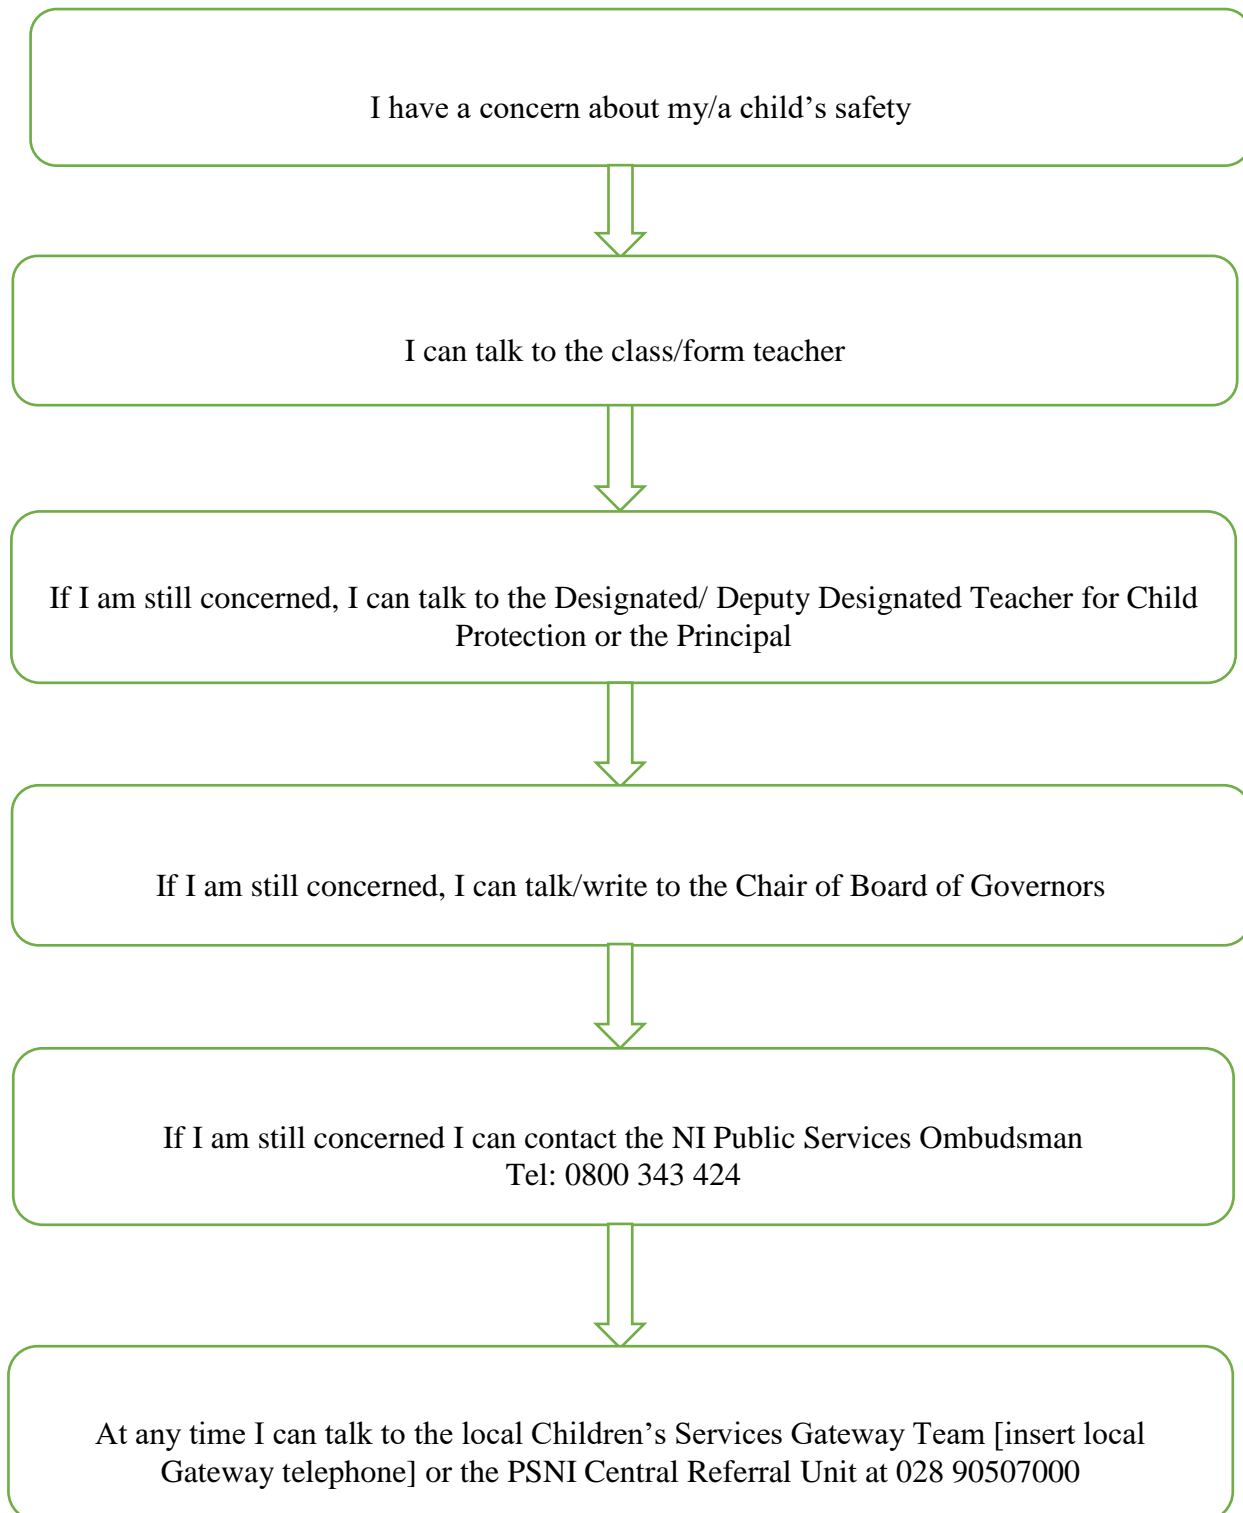 I have a concern about my/a child’s safety
I can talk to the class/form teacher
If I am still concerned, I can talk to the Designated/ Deputy Designated Teacher for Child
Protection or the Principal
If I am still concerned, I can talk/write to the Chair of Board of Governors
If I am still concerned I can contact the NI Public Services Ombudsman
Tel: 0800 343 424
At any time I can talk to the local Children’s Services Gateway Team [insert local
Gateway telephone] or the PSNI Central Referral Unit at 028 90507000